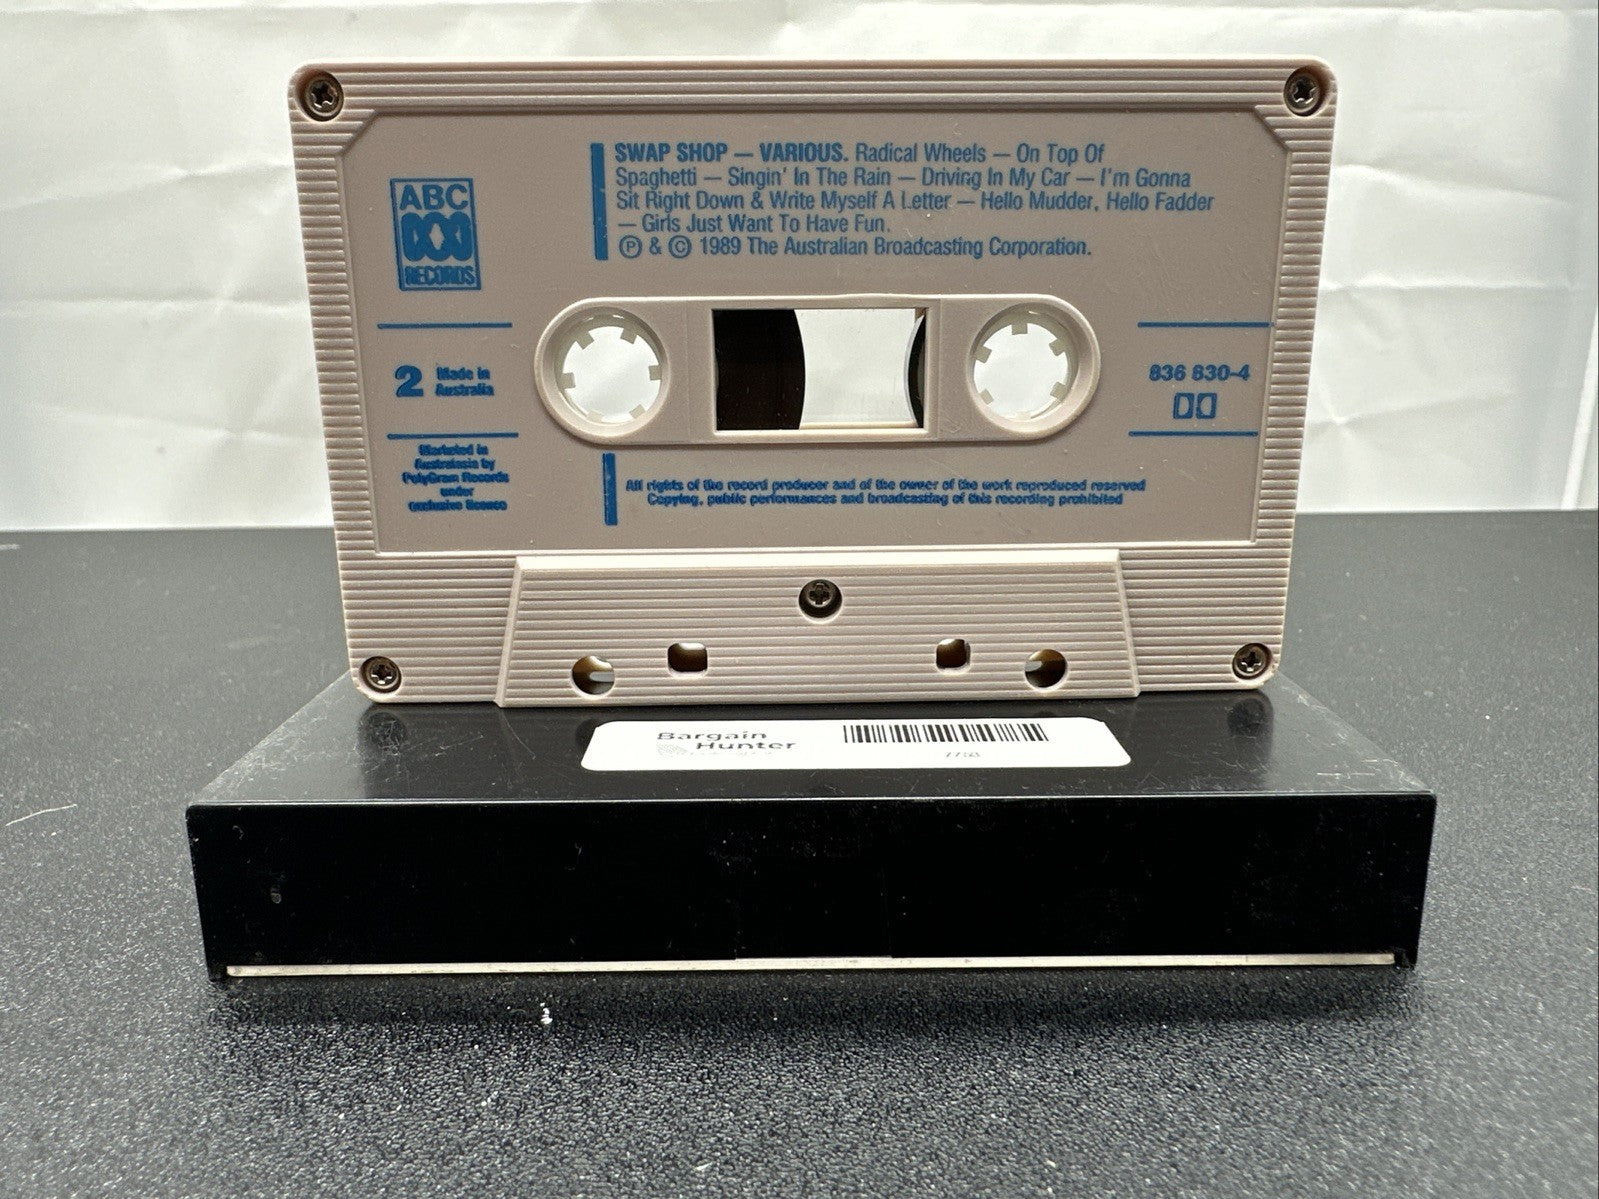 SWAP SHOP — VARIOUS. Radical Wheels — On Top Of
Spaghetti — Singin' In The Rain — Driving In My Car — I'm Gonna
Sit Right Down & Write Myself A Letter — Hello Mudder, Hello Fadder
— Girls Just Want To Have Fun.
Ⓟ & © 1989 The Australian Broadcasting Corporation.
ABC
RECORDS
2 Made in
Australia
836 830-4
Marketed in
Australasia by
PolyGram Records
under
exclusive licence
All rights of the record producer and of the owner of the work reproduced reserved
Copying, public performances and broadcasting of this recording prohibited
Bargain
Hunter